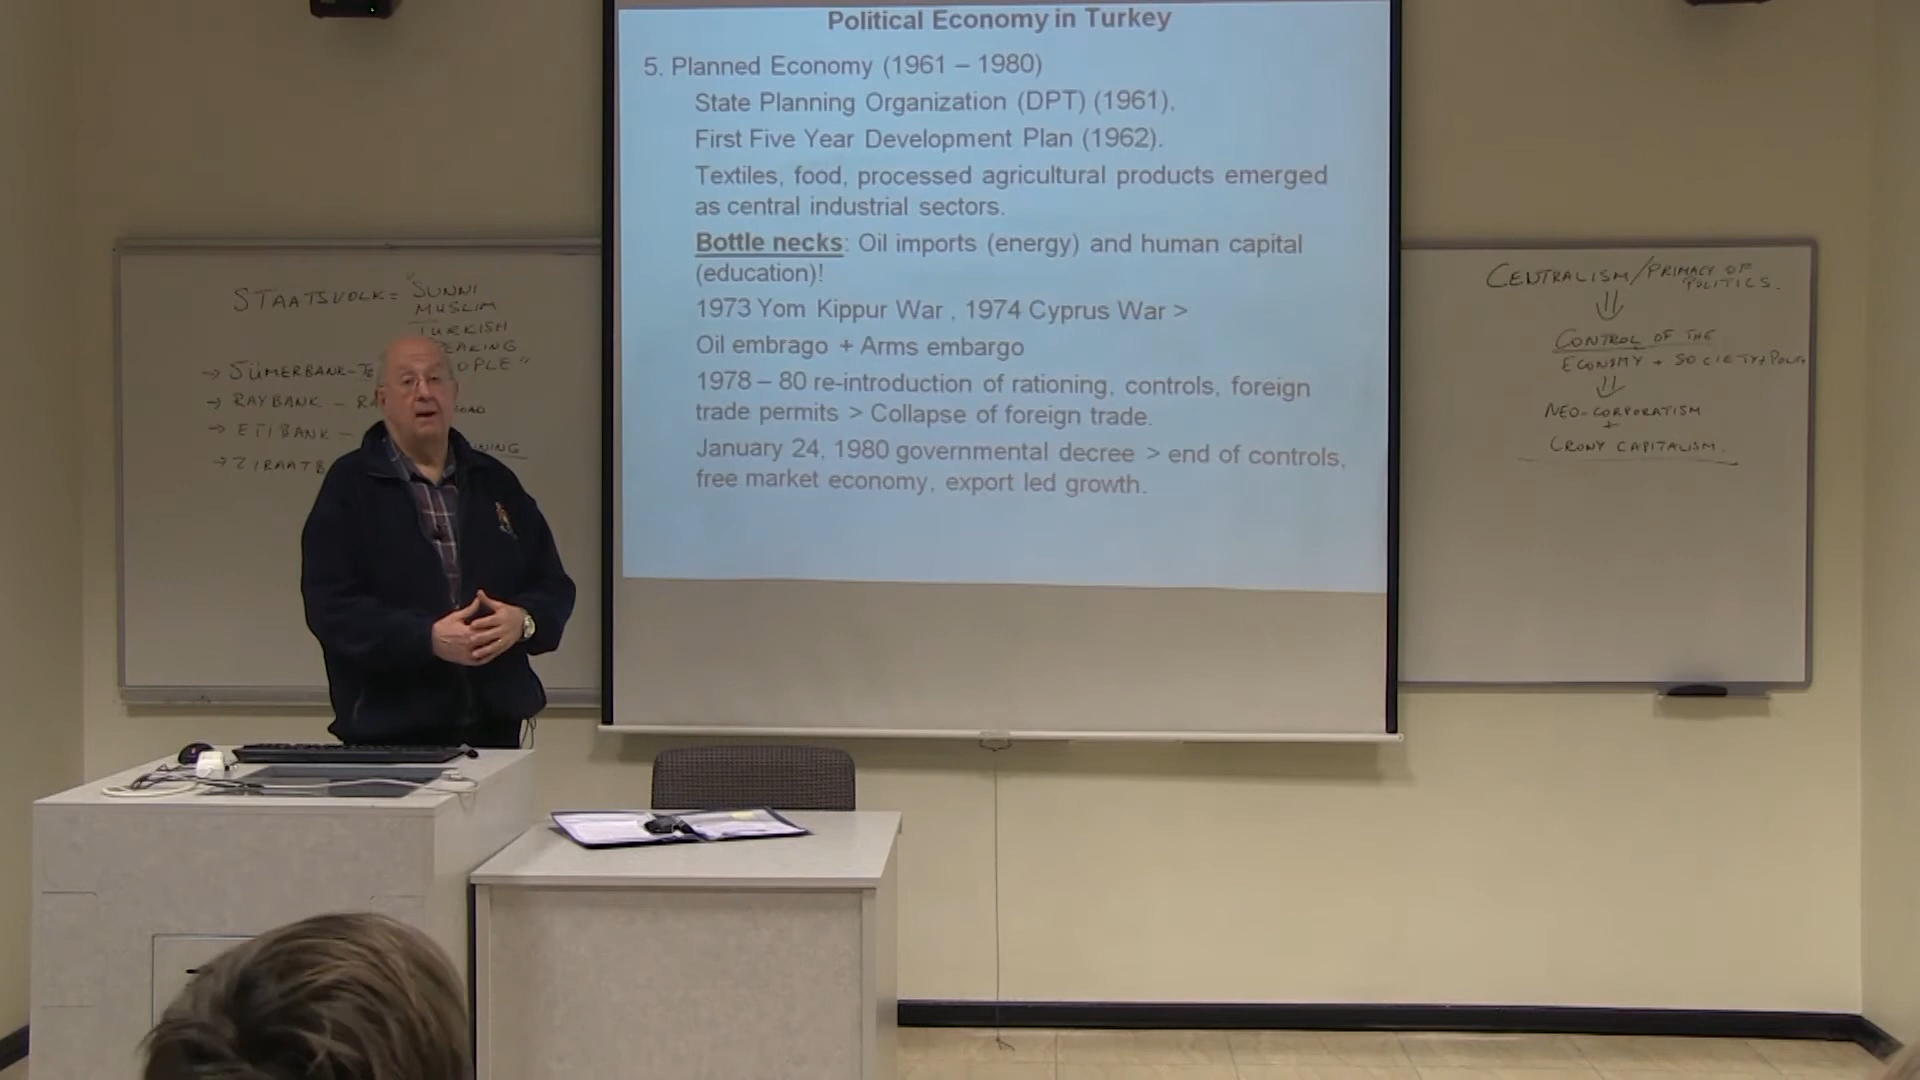 Political Economy in Turkey
5. Planned Economy (1961 – 1980)
State Planning Organization (DPT) (1961),
First Five Year Development Plan (1962).
Textiles, food, processed agricultural products emerged
as central industrial sectors.
Bottle necks: Oil imports (energy) and human capital
(education)!
1973 Yom Kippur War , 1974 Cyprus War >
Oil embrago + Arms embargo
1978 – 80 re-introduction of rationing, controls, foreign
trade permits > Collapse of foreign trade.
January 24, 1980 governmental decree > end of controls,
free market economy, export led growth.
STAATSVOLK = "SUNNI
MUSLIM
TURKISH
→ SÜMERBANK-
→ RAYBANK –
→ ETIBANK –
CENTRALISM/PRIMACY OF
POLITICS.
⇓
CONTROL OF THE
ECONOMY + SOCIETY +
⇓
NEO-CORPORATISM
+
CRONY CAPITALISM.